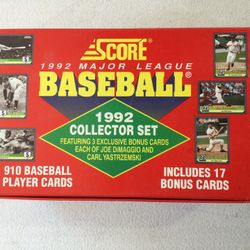 SCORE
1992 MAJOR LEAGUE
BASEBALL
1992
COLLECTOR SET
FEATURING 3 EXCLUSIVE BONUS CARDS
EACH OF JOE DiMAGGIO AND
CARL YASTRZEMSKI
910 BASEBALL
PLAYER CARDS
INCLUDES 17
BONUS CARDS